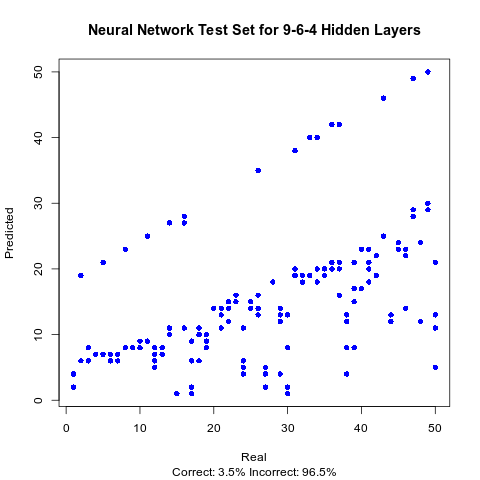 Neural Network Test Set for 9-6-4 Hidden Layers
Predicted
50
40
30
20
10
0
0 10 20 30 40 50
Real
Correct: 3.5% Incorrect: 96.5%